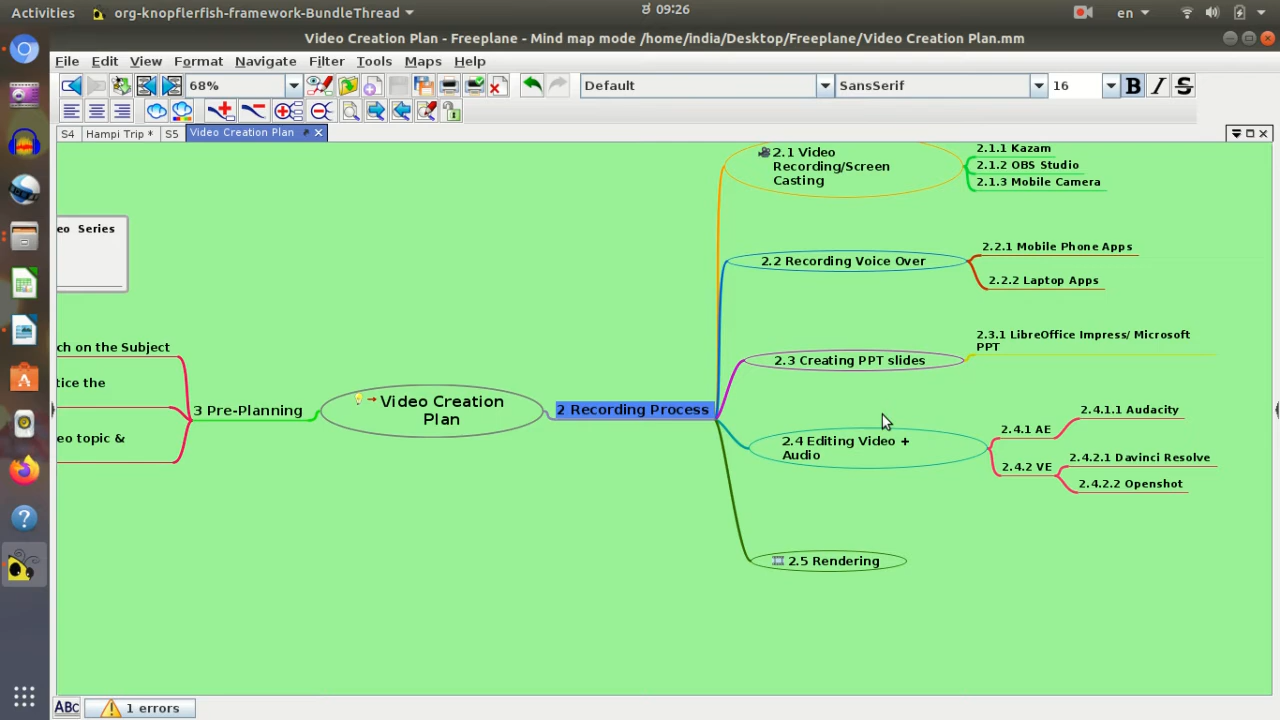 Activities
org-knopflerfish-framework-BundleThread
09:26
en
Video Creation Plan - Freeplane - Mind map mode /home/india/Desktop/Freeplane/Video Creation Plan.mm
File Edit View Format Navigate Filter Tools Maps Help
68%
Default
SansSerif
16
B I S
S4
Hampi Trip *
S5
Video Creation Plan
2.1 Video
Recording/Screen
Casting
2.1.1 Kazam
2.1.2 OBS Studio
2.1.3 Mobile Camera
eo Series
2.2 Recording Voice Over
2.2.1 Mobile Phone Apps
2.2.2 Laptop Apps
2.3 Creating PPT slides
2.3.1 LibreOffice Impress/ Microsoft
PPT
ch on the Subject
tice the
eo topic &
3 Pre-Planning
Video Creation
Plan
2 Recording Process
2.4 Editing Video +
Audio
2.4.1 AE
2.4.1.1 Audacity
2.4.2 VE
2.4.2.1 Davinci Resolve
2.4.2.2 Openshot
2.5 Rendering
ABC
1 errors